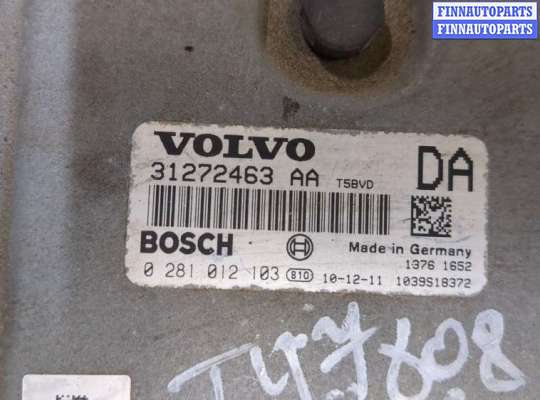 FINNAUTOPARTS
FINNAUTOPARTS
VOLVO
31272463 AA T5BVD DA
BOSCH Made in Germany
1376 1652
0 281 012 103 810 10-12-11 1039S18372